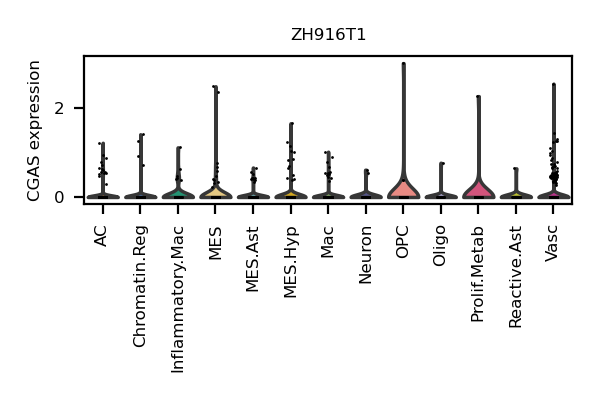 ZH916T1
CGAS expression
2
0
AC
Chromatin.Reg
Inflammatory.Mac
MES
MES.Ast
MES.Hyp
Mac
Neuron
OPC
Oligo
Prolif.Metab
Reactive.Ast
Vasc